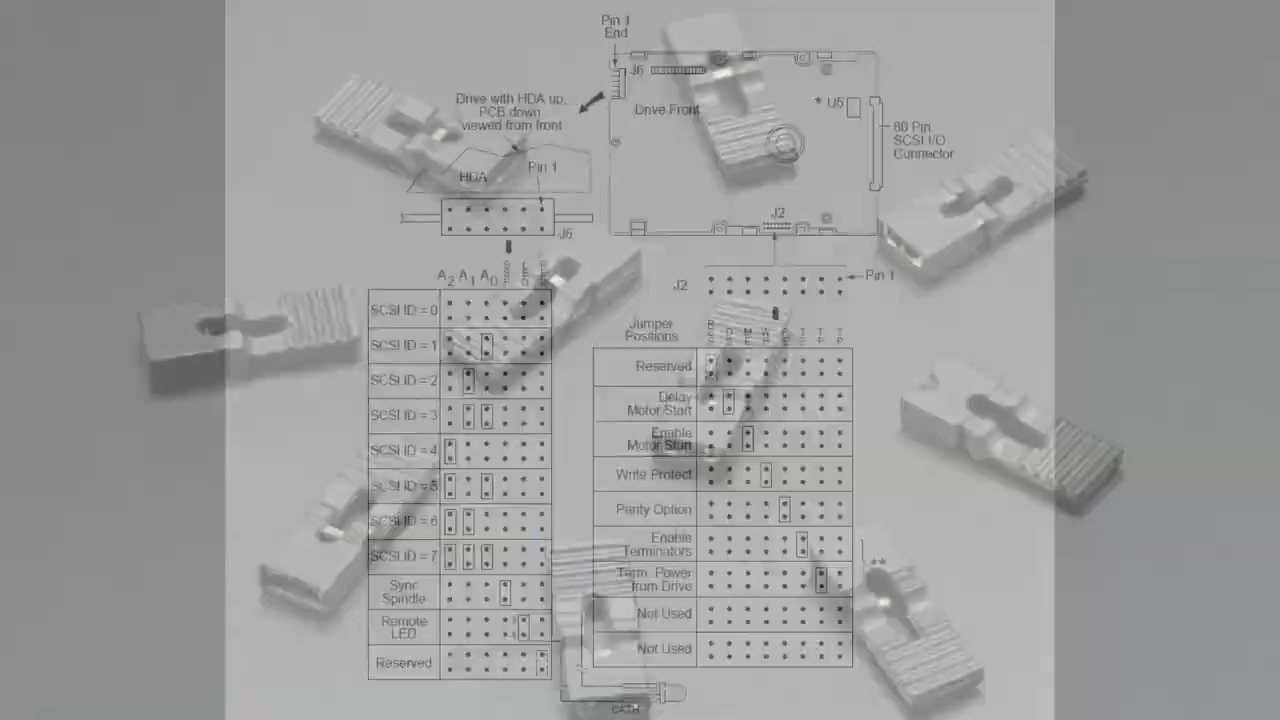 Pin 1
End
J6
Drive with HDA up,
PCB down
viewed from front
Drive Front
* U5
80 Pin
SCSI I/O
Connector
HDA
Pin 1
J6
J2
A2 A1 A0
J2
Pin 1
Jumper
Positions
SCSI ID = 0
SCSI ID = 1
SCSI ID = 2
SCSI ID = 3
SCSI ID = 4
SCSI ID = 5
SCSI ID = 6
SCSI ID = 7
Sync
Spindle
Remote
LED
Reserved
Reserved
Delay
Motor Start
Enable
Motor Start
Write Protect
Parity Option
Enable
Terminators
Term. Power
from Drive
Not Used
Not Used
**